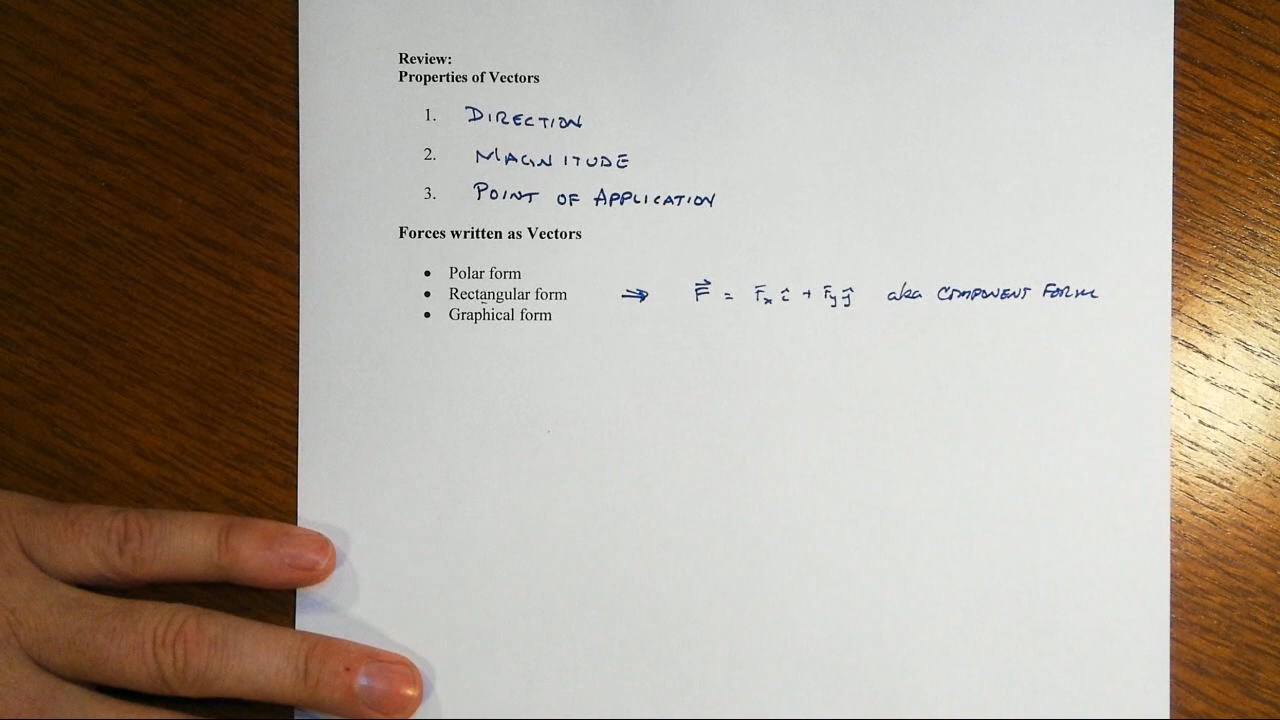 Review:
Properties of Vectors
1. DIRECTION
2. MAGNITUDE
3. POINT OF APPLICATION
Forces written as Vectors
• Polar form
• Rectangular form ⇒ F⃗ = Fₓ î + Fy ĵ aka COMPONENT FORM
• Graphical form